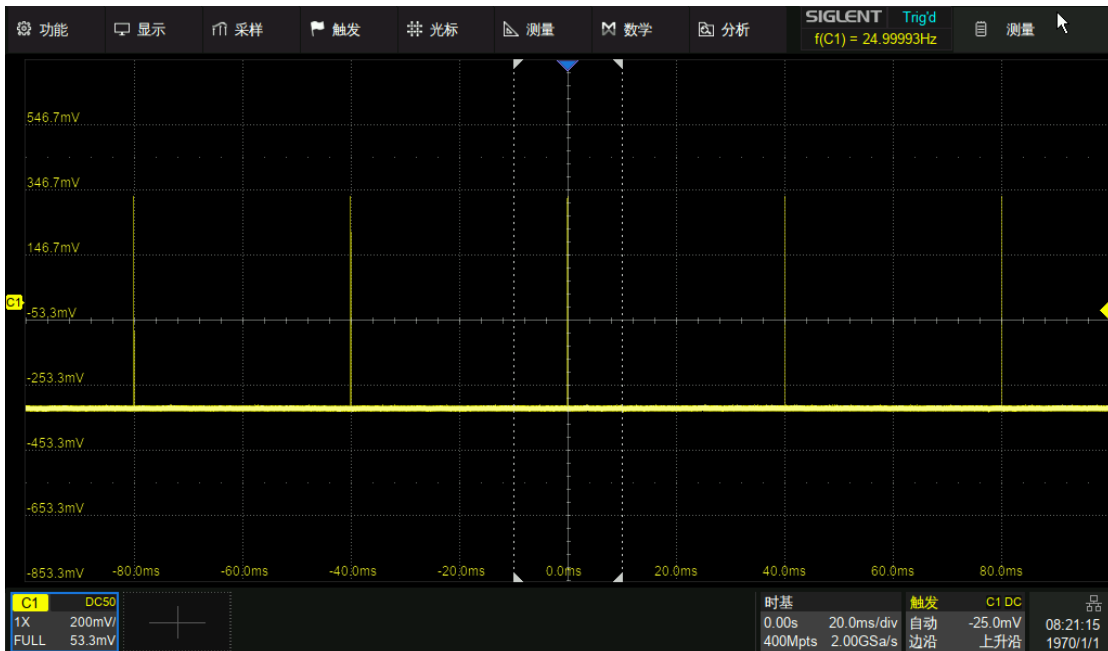 功能 显示 采样 触发 光标 测量 数学 分析 SIGLENT Trig'd 测量
f(C1) = 24.99993Hz
546.7mV
346.7mV
146.7mV
C1
-53.3mV
-253.3mV
-453.3mV
-653.3mV
-853.3mV -80.0ms -60.0ms -40.0ms -20.0ms 0.0ms 20.0ms 40.0ms 60.0ms 80.0ms
C1 DC50 时基 触发 C1 DC
1X 200mV/ 0.00s 20.0ms/div 自动 -25.0mV 08:21:15
FULL 53.3mV 400Mpts 2.00GSa/s 边沿 上升沿 1970/1/1